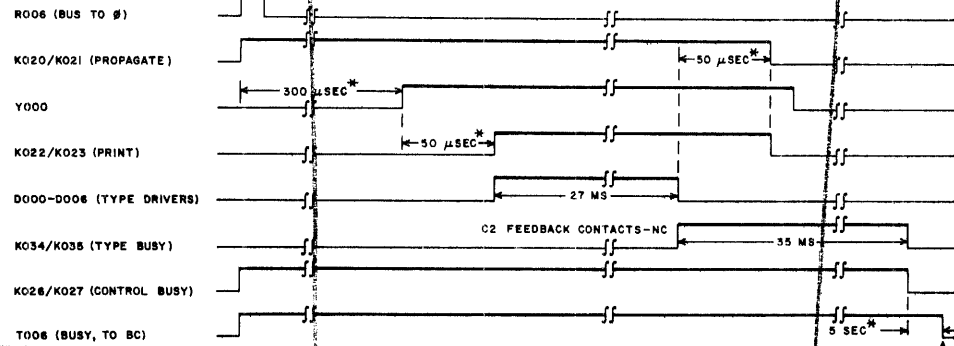 R006 (BUS TO Ø)
K020/K021 (PROPAGATE)
50 µSEC*
300 µSEC*
Y000
50 µSEC*
K022/K023 (PRINT)
D000-D006 (TYPE DRIVERS)
27 MS
C2 FEEDBACK CONTACTS-NC
K034/K035 (TYPE BUSY)
35 MS
K026/K027 (CONTROL BUSY)
T006 (BUSY, TO BC)
5 SEC*